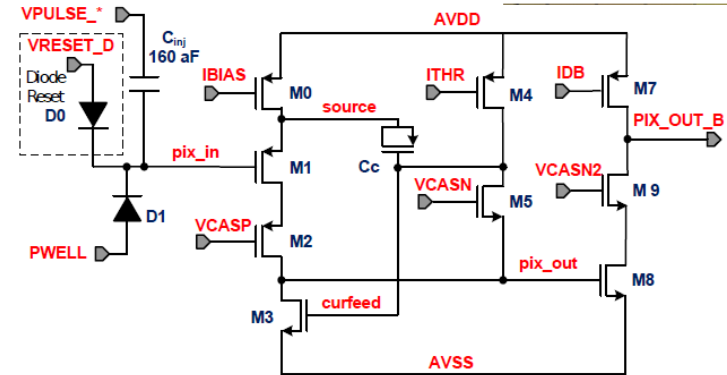 VPULSE_*
AVDD
VRESET_D
Cinj
160 aF
Diode
Reset
D0
IBIAS
M0
ITHR
M4
IDB
M7
source
PIX_OUT_B
pix_in
M1
Cc
VCASN
M5
VCASN2
M 9
D1
PWELL
VCASP
M2
pix_out
M8
M3
curfeed
AVSS